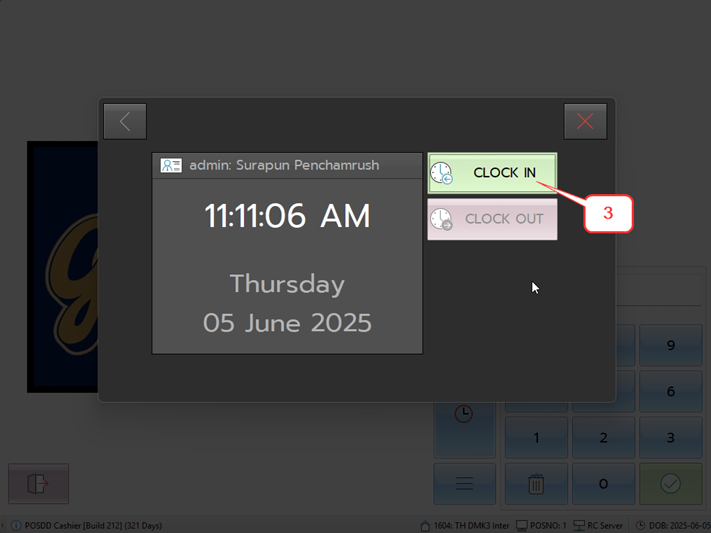 admin: Surapun Penchamrush
11:11:06 AM
Thursday
05 June 2025
CLOCK IN
CLOCK OUT
3
9
6
1 2 3
0
POSDD Cashier [Build 212] (321 Days) 1604: TH DMK3 Inter POSNO: 1 RC Server DOB: 2025-06-05